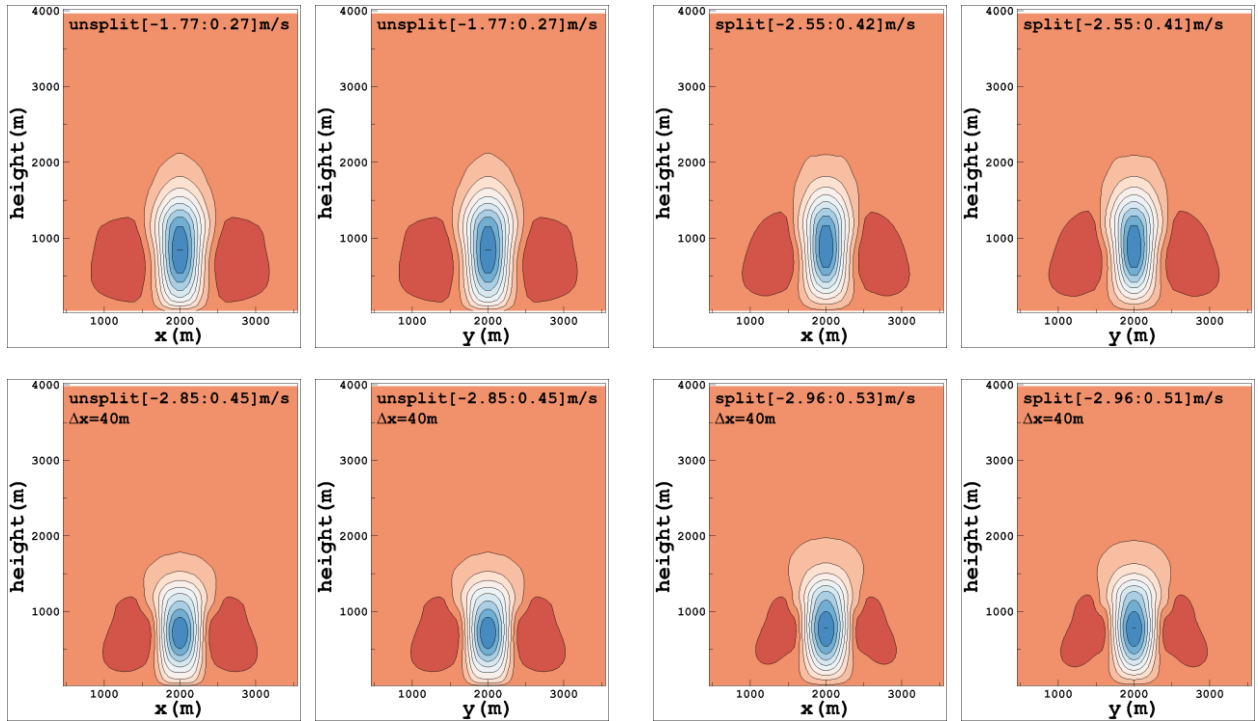 unsplit[-1.77:0.27]m/s
4000
3000
2000
1000
height(m)
1000 2000 3000
x(m)
unsplit[-1.77:0.27]m/s
4000
3000
2000
1000
height(m)
1000 2000 3000
y(m)
split[-2.55:0.42]m/s
4000
3000
2000
1000
height(m)
1000 2000 3000
x(m)
split[-2.55:0.41]m/s
4000
3000
2000
1000
height(m)
1000 2000 3000
y(m)
unsplit[-2.85:0.45]m/s
Δx=40m
4000
3000
2000
1000
height(m)
1000 2000 3000
x(m)
unsplit[-2.85:0.45]m/s
Δx=40m
4000
3000
2000
1000
height(m)
1000 2000 3000
y(m)
split[-2.96:0.53]m/s
Δx=40m
4000
3000
2000
1000
height(m)
1000 2000 3000
x(m)
split[-2.96:0.51]m/s
Δx=40m
4000
3000
2000
1000
height(m)
1000 2000 3000
y(m)